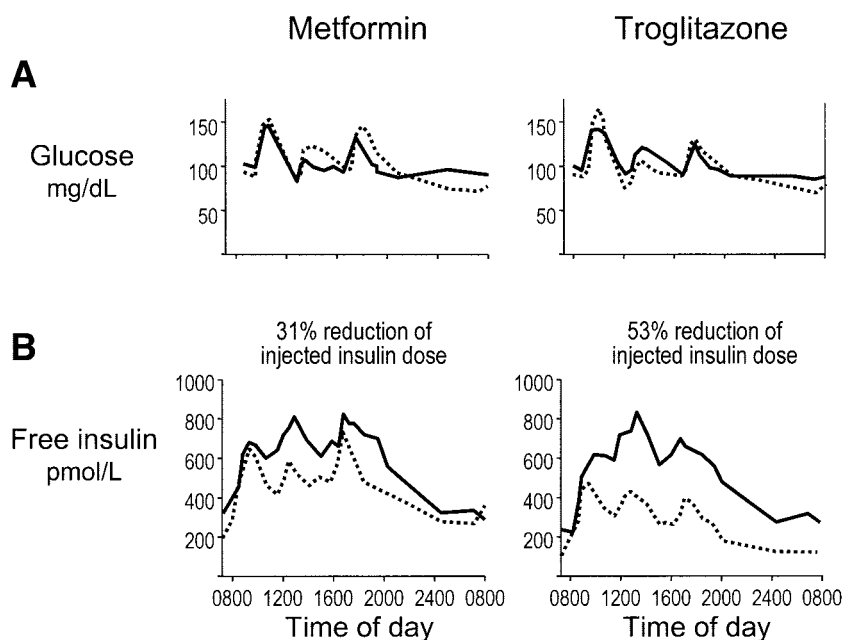 Metformin
Troglitazone
A
Glucose
mg/dL
150
100
50
150
100
50
0800 1200 1600 2000 2400 0800
B
31% reduction of
injected insulin dose
53% reduction of
injected insulin dose
Free insulin
pmol/L
1000
800
600
400
200
1000
800
600
400
200
0800 1200 1600 2000 2400 0800
Time of day
Time of day